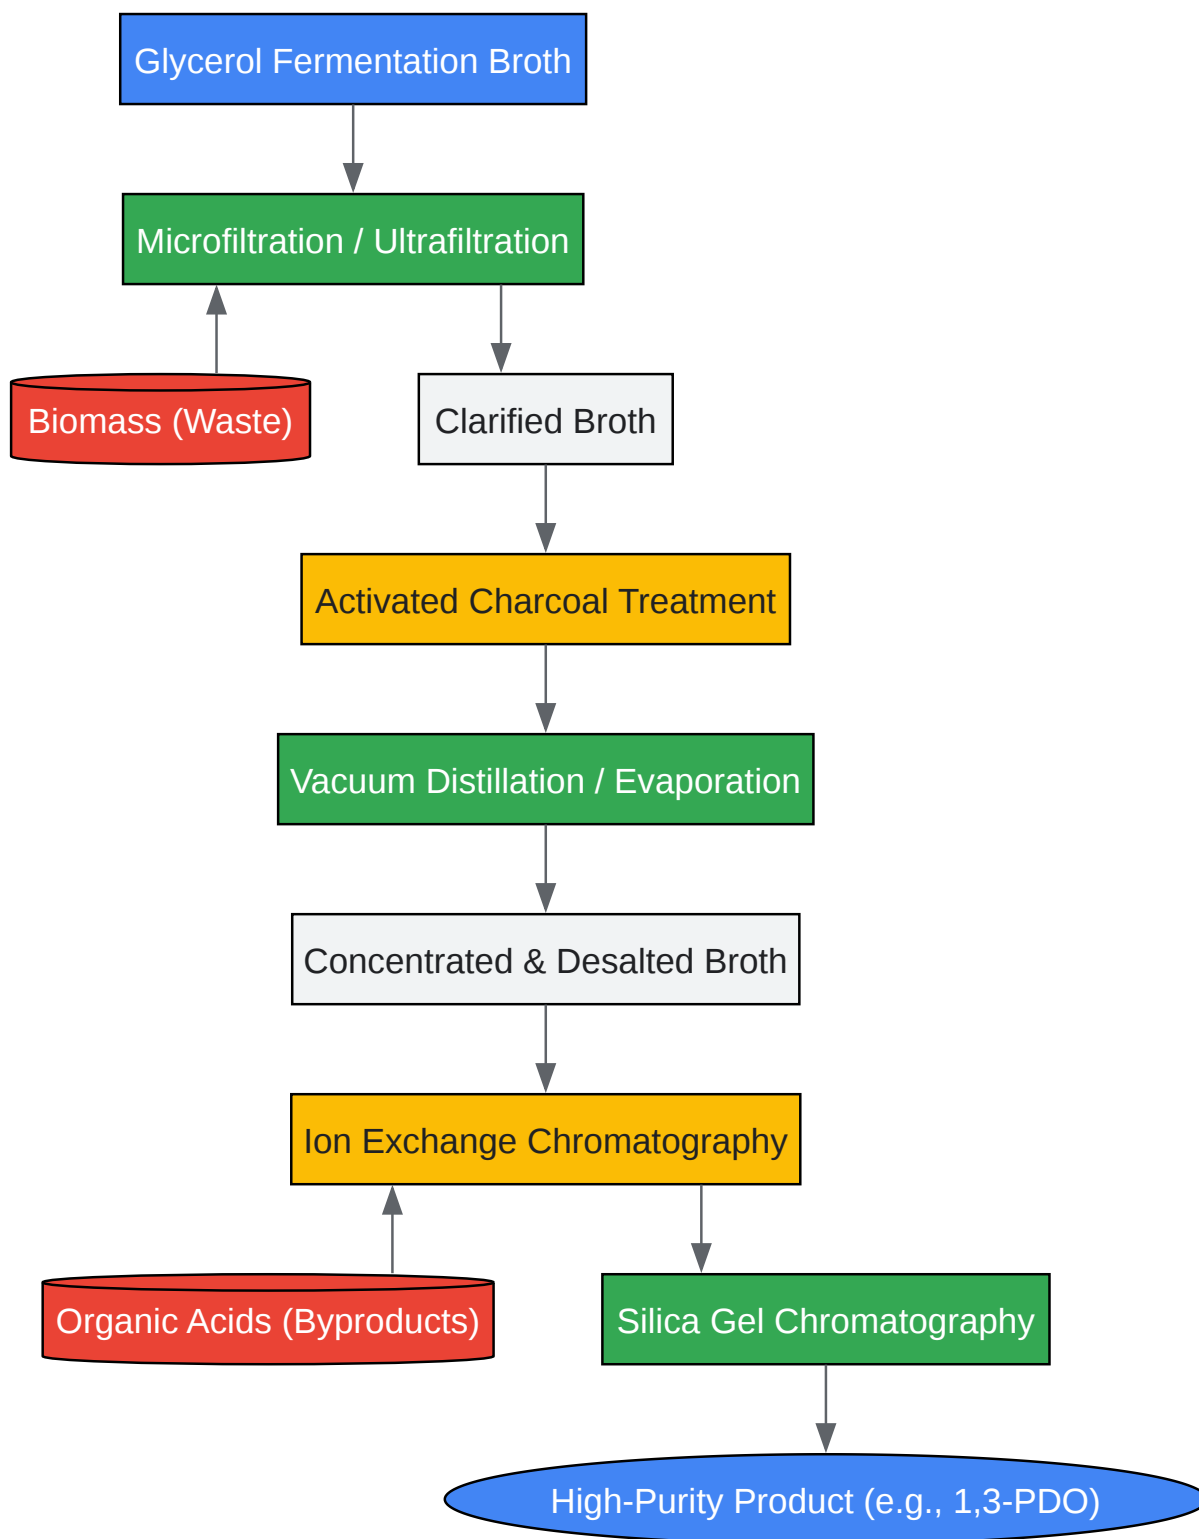 Glycerol Fermentation Broth
Microfiltration / Ultrafiltration
Biomass (Waste)
Clarified Broth
Activated Charcoal Treatment
Vacuum Distillation / Evaporation
Concentrated & Desalted Broth
Ion Exchange Chromatography
Organic Acids (Byproducts)
Silica Gel Chromatography
High-Purity Product (e.g., 1,3-PDO)